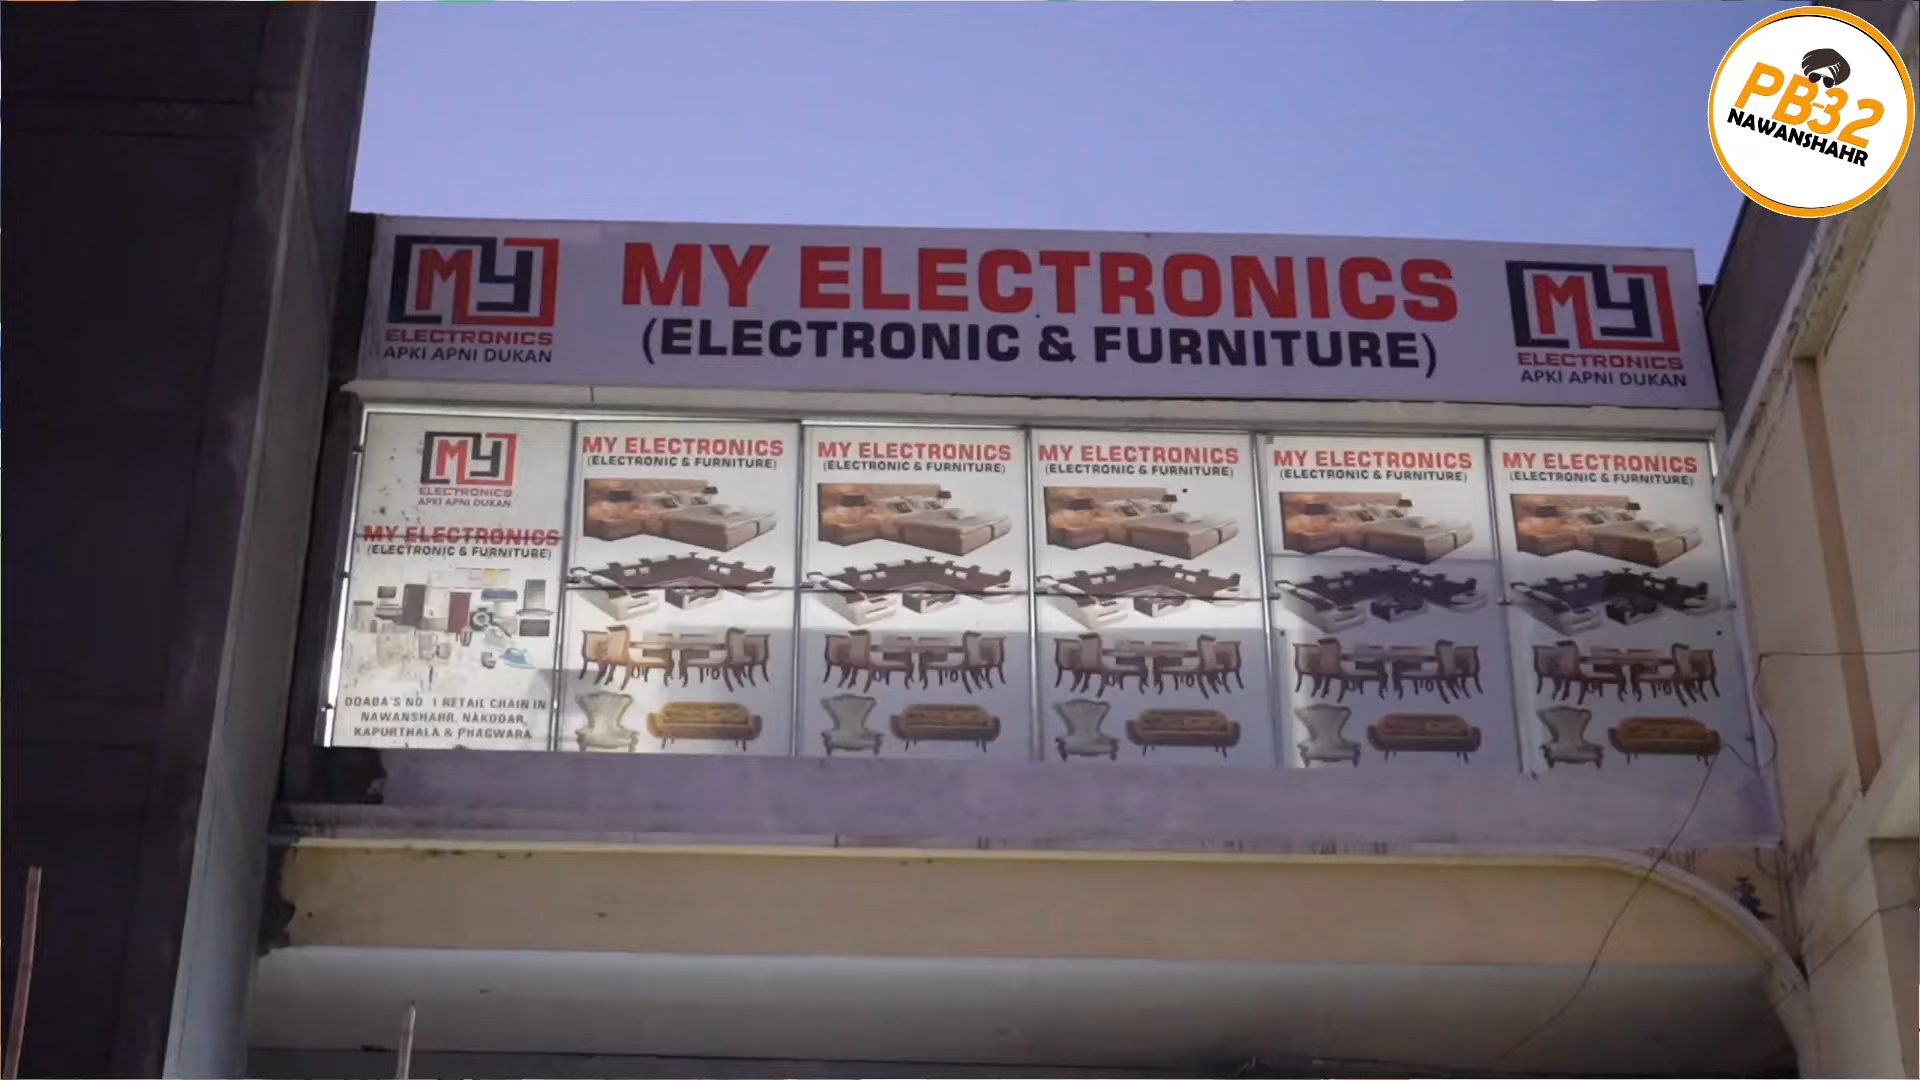 PB-32
NAWANSHAHR
MY
ELECTRONICS
APKI APNI DUKAN
MY ELECTRONICS
(ELECTRONIC & FURNITURE)
MY
ELECTRONICS
APKI APNI DUKAN
MY
ELECTRONICS
APKI APNI DUKAN
MY ELECTRONICS
(ELECTRONIC & FURNITURE)
DOABA'S NO 1 RETAIL CHAIN IN
NAWANSHAHR, NAKODAR,
KAPURTHALA & PHAGWARA
MY ELECTRONICS
(ELECTRONIC & FURNITURE)
MY ELECTRONICS
(ELECTRONIC & FURNITURE)
MY ELECTRONICS
(ELECTRONIC & FURNITURE)
MY ELECTRONICS
(ELECTRONIC & FURNITURE)
MY ELECTRONICS
(ELECTRONIC & FURNITURE)